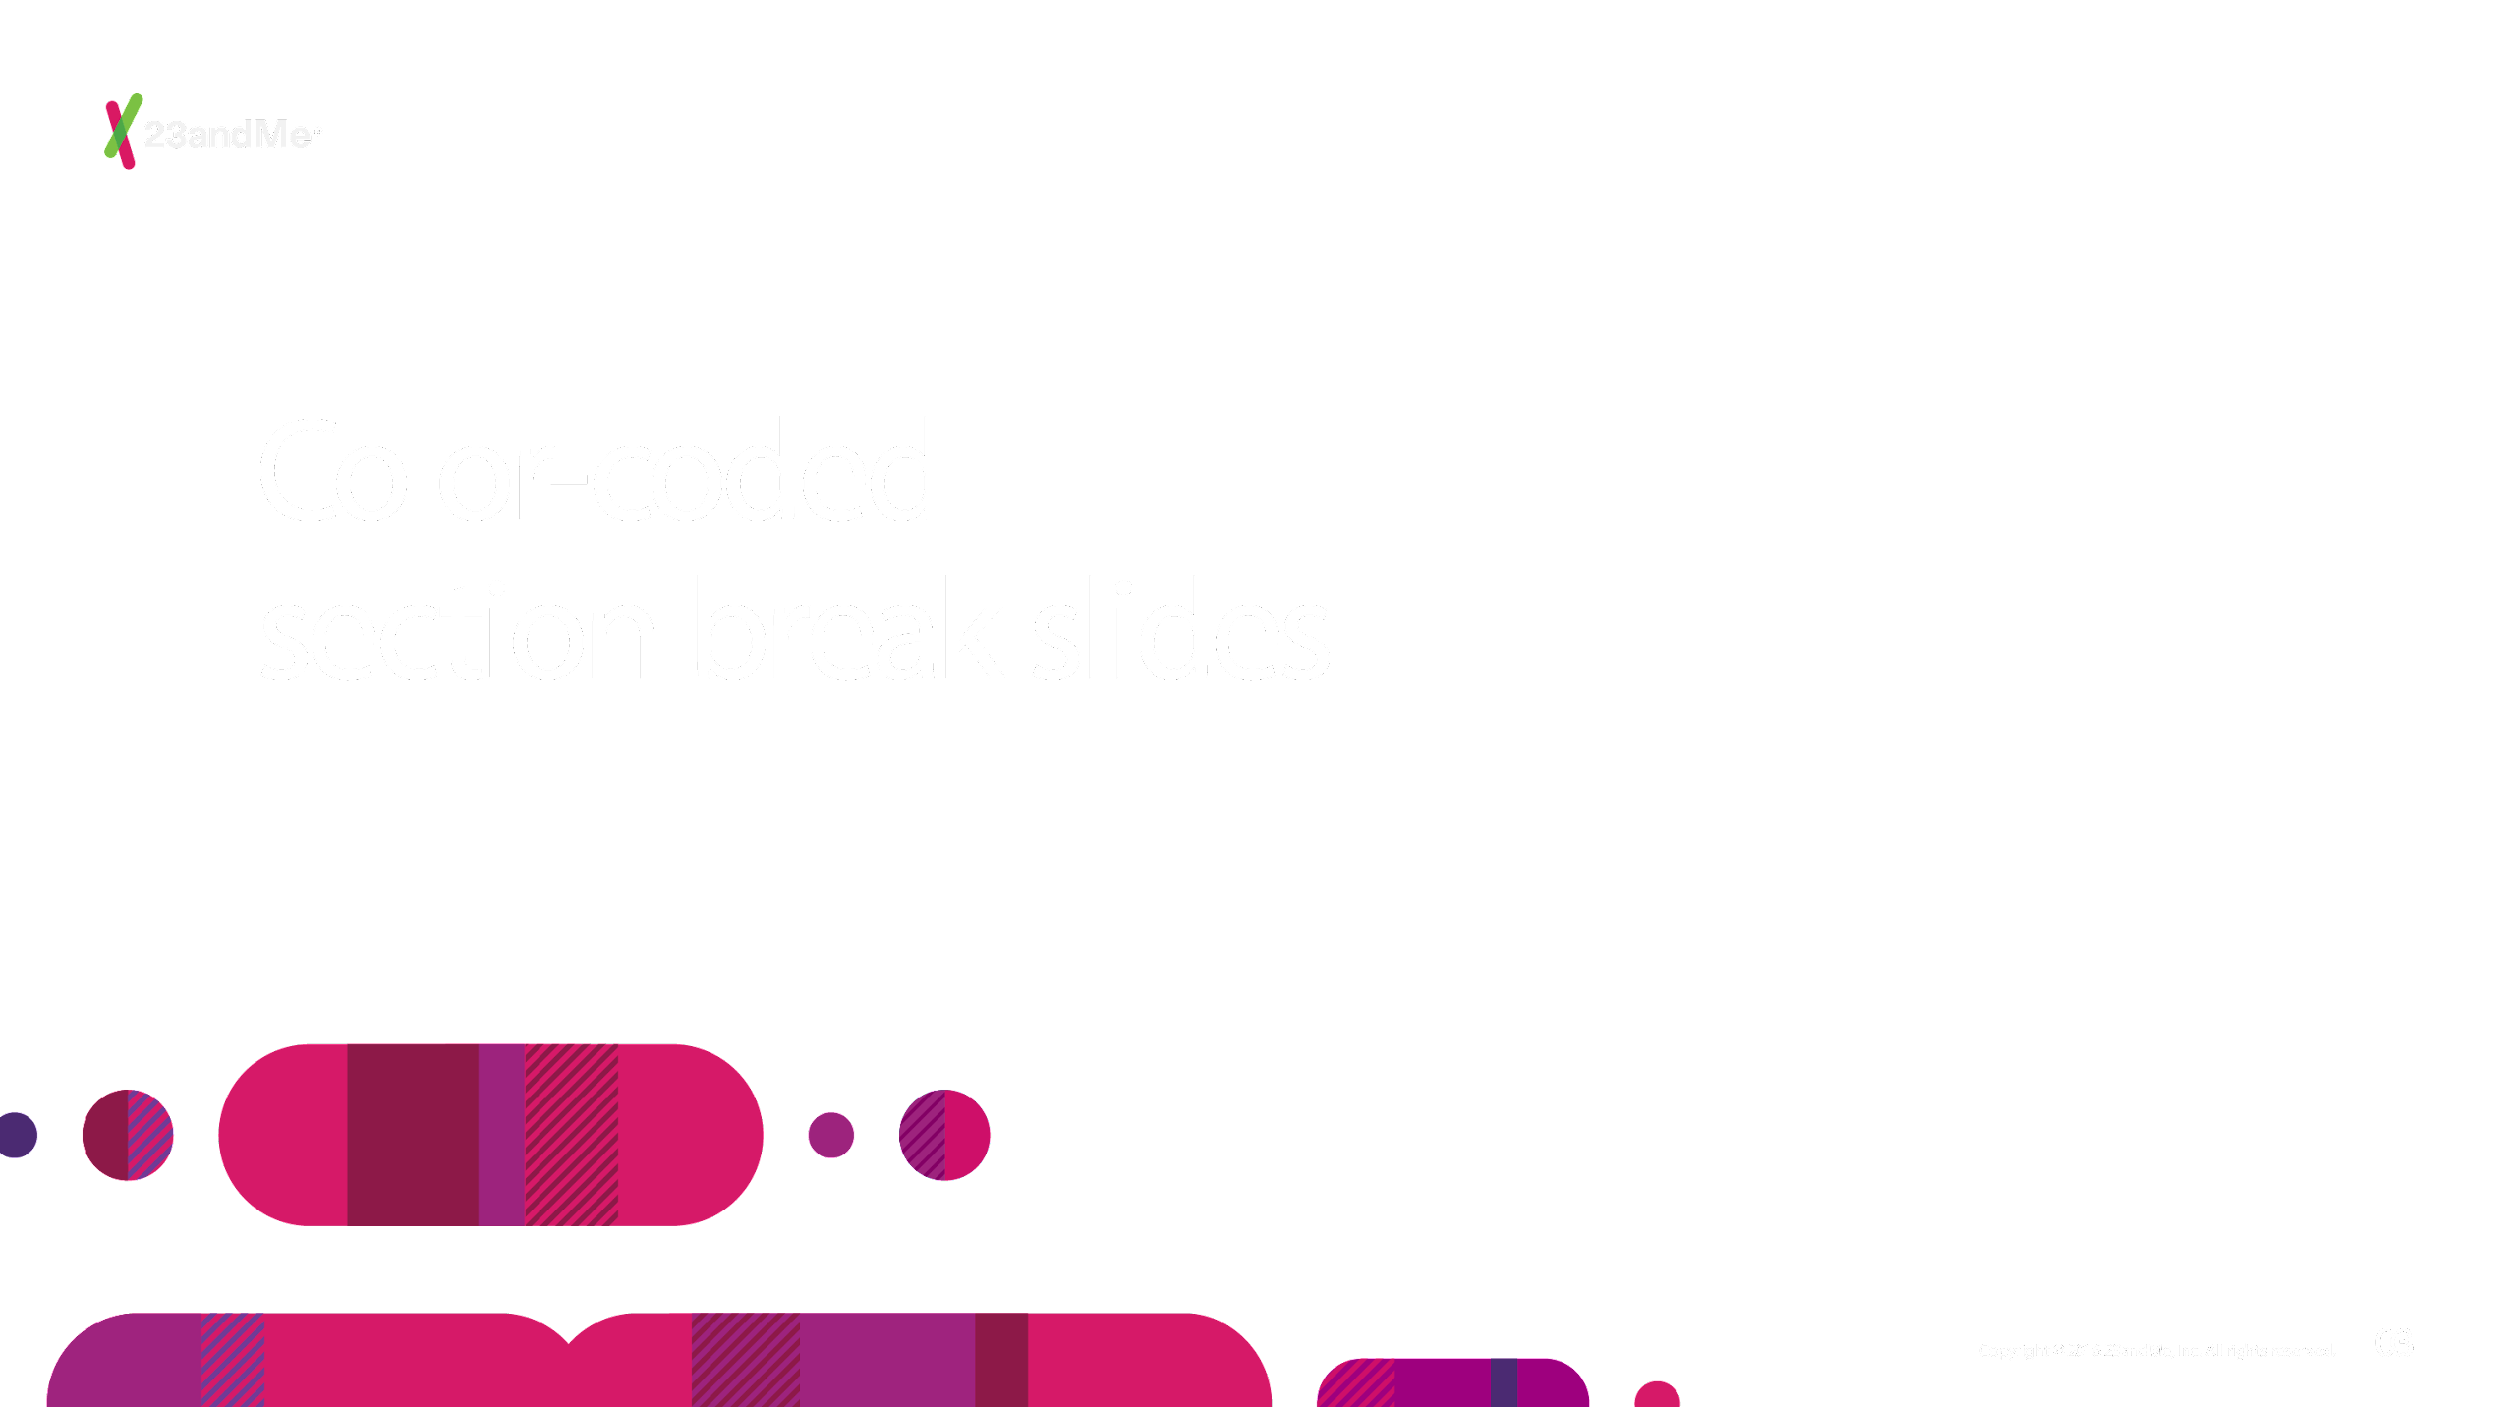 23andMe
Color-coded
section break slides